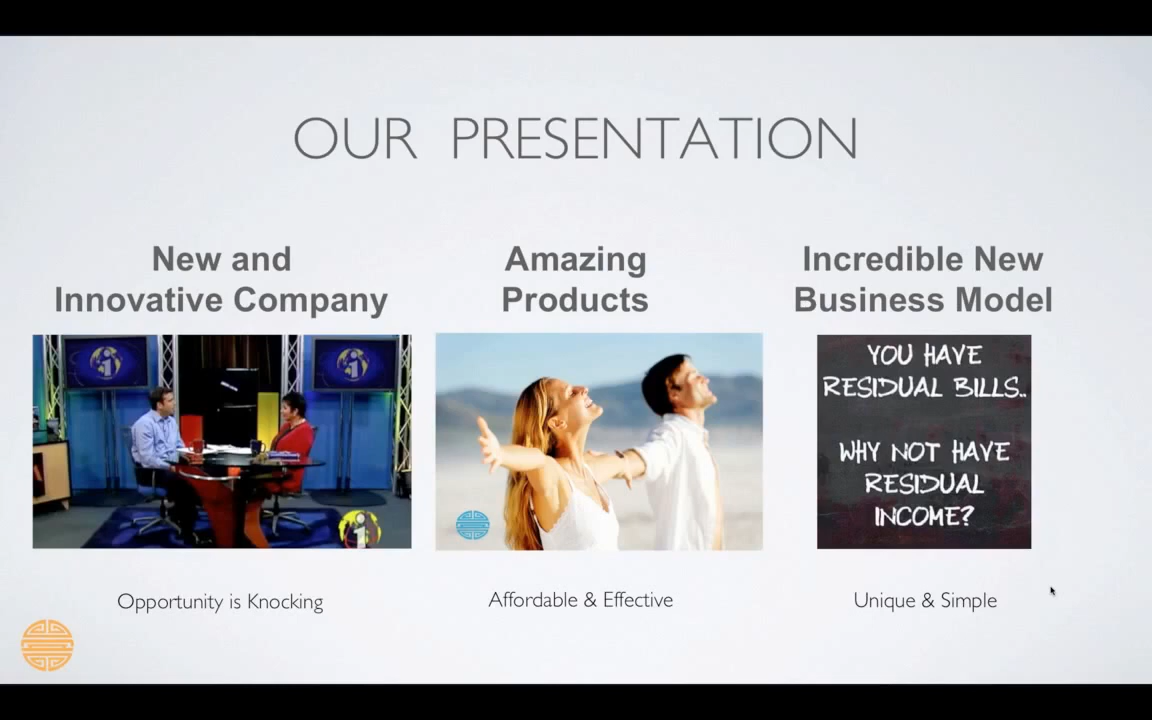 OUR PRESENTATION
New and
Innovative Company
Amazing
Products
Incredible New
Business Model
YOU HAVE
RESIDUAL BILLS..
WHY NOT HAVE
RESIDUAL
INCOME?
Opportunity is Knocking
Affordable & Effective
Unique & Simple